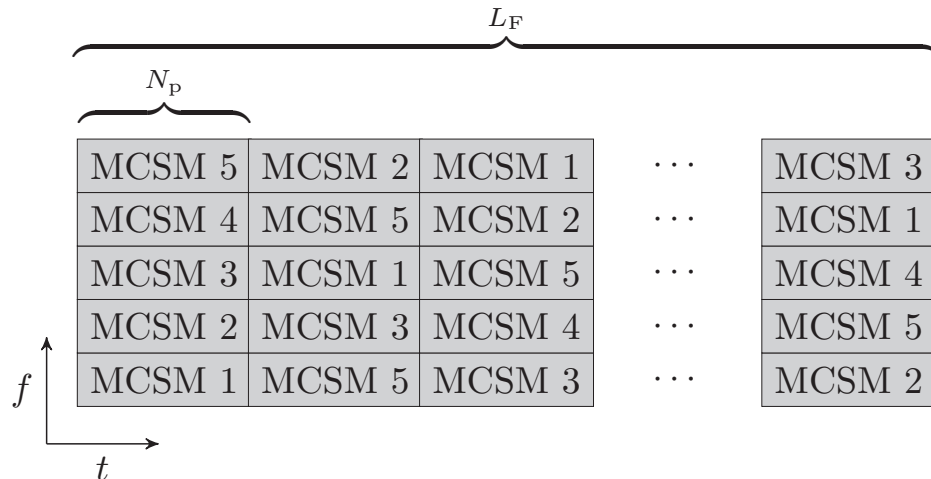 L_F
N_p
MCSM 5 MCSM 2 MCSM 1 ··· MCSM 3
MCSM 4 MCSM 5 MCSM 2 ··· MCSM 1
MCSM 3 MCSM 1 MCSM 5 ··· MCSM 4
MCSM 2 MCSM 3 MCSM 4 ··· MCSM 5
f MCSM 1 MCSM 5 MCSM 3 ··· MCSM 2
t